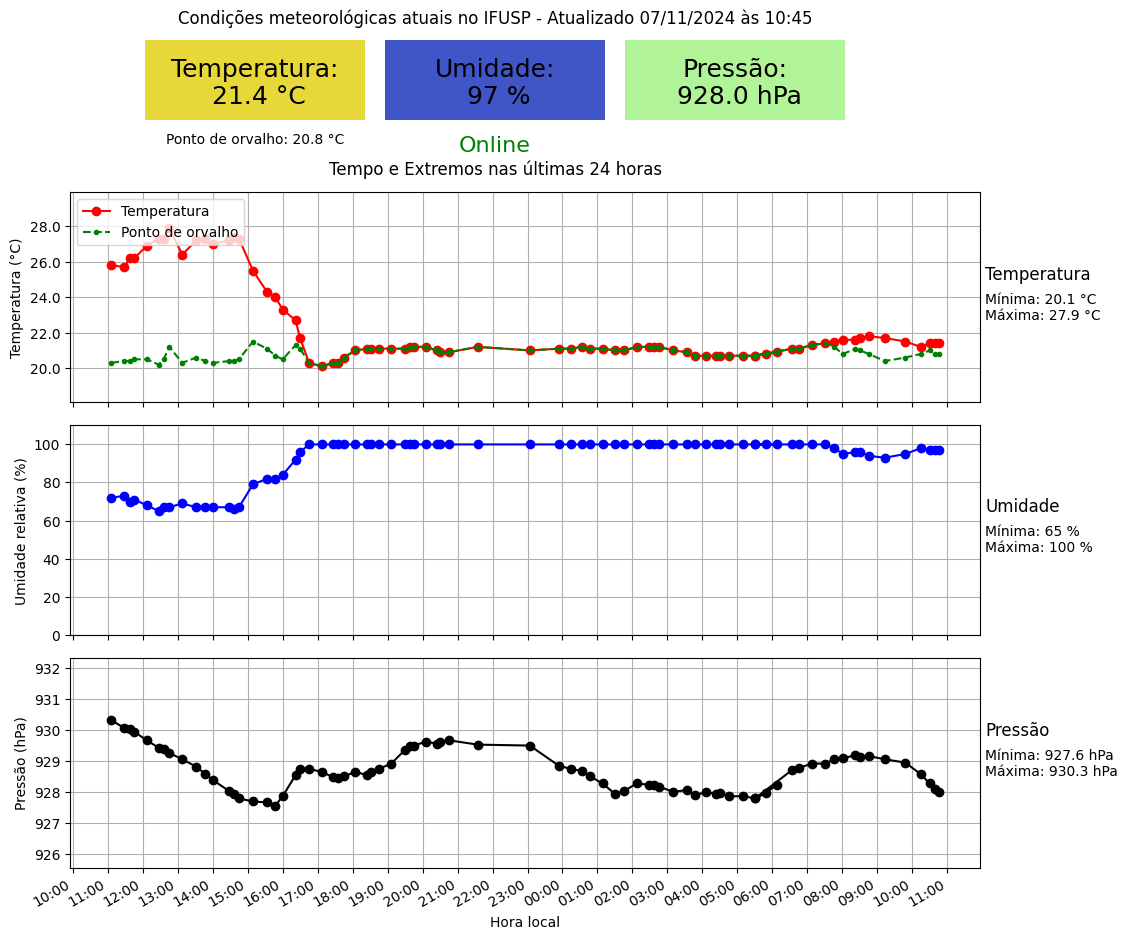 Condições meteorológicas atuais no IFUSP - Atualizado 07/11/2024 às 10:45
Temperatura:
21.4 °C
Umidade:
97 %
Pressão:
928.0 hPa
Ponto de orvalho: 20.8 °C
Online
Tempo e Extremos nas últimas 24 horas
Temperatura
Ponto de orvalho
Temperatura (°C)
28.0
26.0
24.0
22.0
20.0
Temperatura
Mínima: 20.1 °C
Máxima: 27.9 °C
Umidade relativa (%)
100
80
60
40
20
0
Umidade
Mínima: 65 %
Máxima: 100 %
Pressão (hPa)
932
931
930
929
928
927
926
Pressão
Mínima: 927.6 hPa
Máxima: 930.3 hPa
10:00 11:00 12:00 13:00 14:00 15:00 16:00 17:00 18:00 19:00 20:00 21:00 22:00 23:00 00:00 01:00 02:00 03:00 04:00 05:00 06:00 07:00 08:00 09:00 10:00 11:00
Hora local